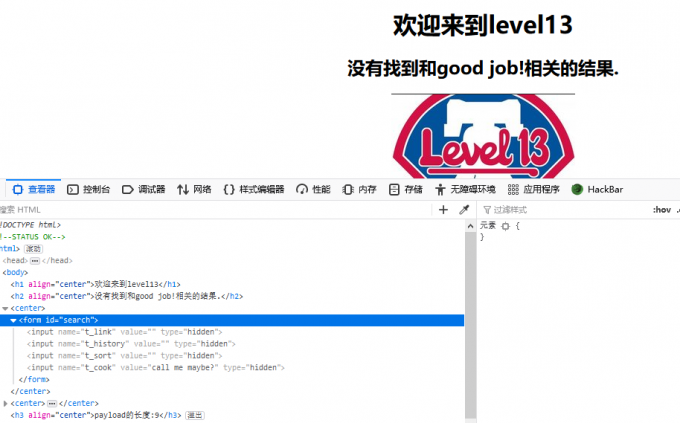 欢迎来到level13
没有找到和good job!相关的结果.
Level 13
查看器 控制台 调试器 网络 {} 样式编辑器 性能 内存 存储 无障碍环境 应用程序 HackBar
搜索 HTML + 过滤样式 :hov
!DOCTYPE html>
!--STATUS OK-->
html> 滚动
<head>⋯</head>
<body>
<h1 align="center">欢迎来到level13</h1>
<h2 align="center">没有找到和good job!相关的结果.</h2>
<center>
<form id="search">
<input name="t_link" value="" type="hidden">
<input name="t_history" value="" type="hidden">
<input name="t_sort" value="" type="hidden">
<input name="t_cook" value="call me maybe?" type="hidden">
</form>
</center>
<center>⋯</center>
<h3 align="center">payload的长度:9</h3> 溢出
元素 {
}